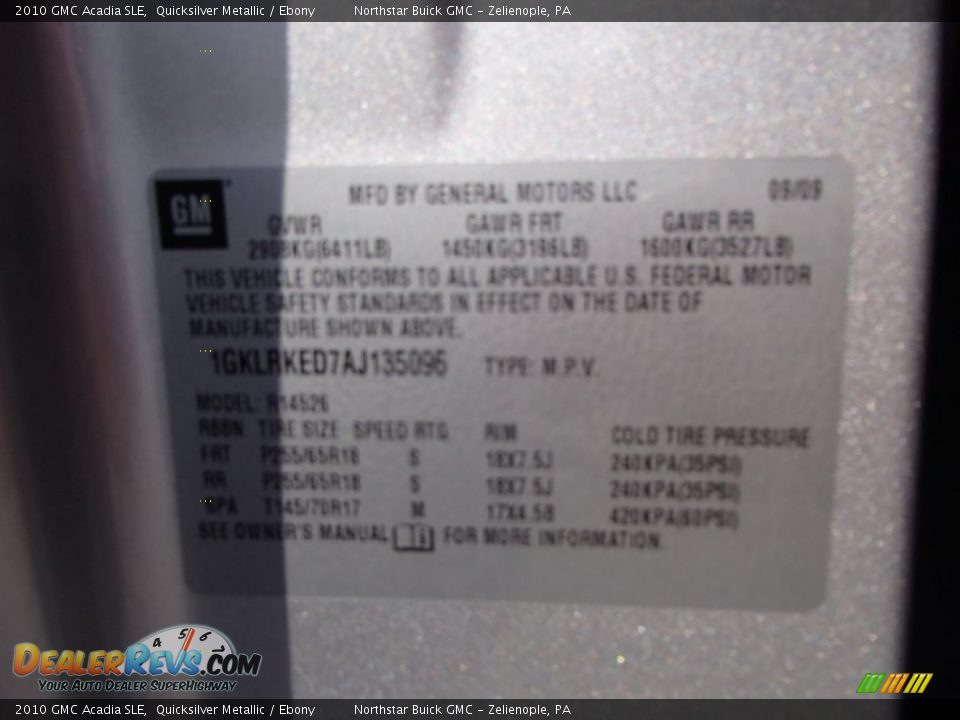 2010 GMC Acadia SLE, Quicksilver Metallic / Ebony Northstar Buick GMC - Zelienople, PA
GM MFD BY GENERAL MOTORS LLC 09/09
GVWR GAWR FRT GAWR RR
2908KG(6411LB) 1450KG(3196LB) 1600KG(3527LB)
THIS VEHICLE CONFORMS TO ALL APPLICABLE U.S. FEDERAL MOTOR
VEHICLE SAFETY STANDARDS IN EFFECT ON THE DATE OF
MANUFACTURE SHOWN ABOVE.
1GKLRKED7AJ135096 TYPE: M.P.V.
MODEL: R14526
TIRE SIZE SPEED RTG RIM COLD TIRE PRESSURE
FRT P255/65R18 S 18X7.5J 240KPA(35PSI)
RR P255/65R18 S 18X7.5J 240KPA(35PSI)
SPA T145/70R17 M 17X4.5B 420KPA(60PSI)
SEE OWNER'S MANUAL FOR MORE INFORMATION.
4 5 6
DEALERREVS.COM
YOUR AUTO DEALER SUPERHIGHWAY
2010 GMC Acadia SLE, Quicksilver Metallic / Ebony Northstar Buick GMC - Zelienople, PA